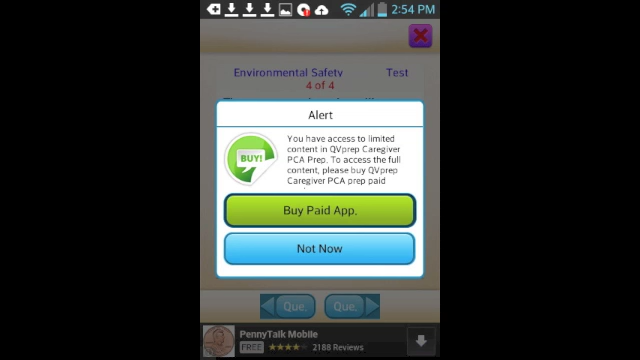 2:54 PM
Environmental Safety Test
4 of 4
Alert
BUY!
You have access to limited
content in QVprep Caregiver
PCA Prep. To access the full
content, please buy QVprep
Caregiver PCA prep paid
Buy Paid App.
Not Now
Que. Que.
PennyTalk Mobile
FREE 2188 Reviews